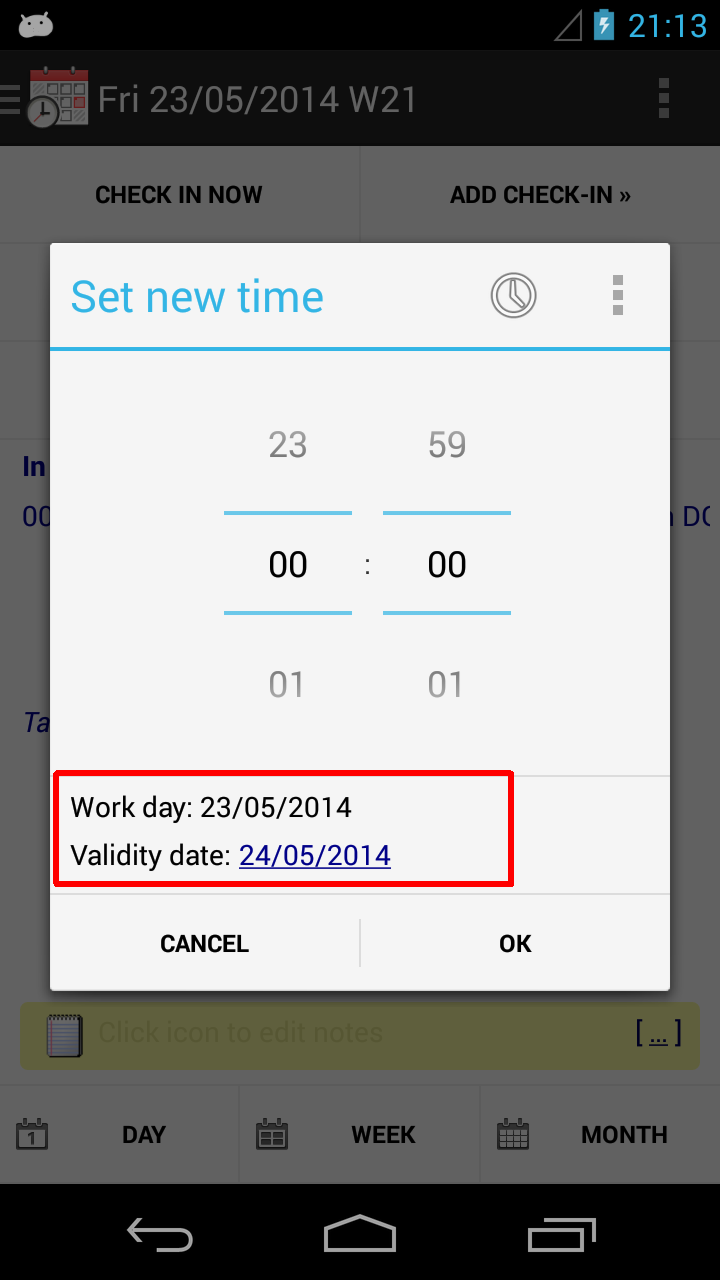 21:13
Fri 23/05/2014 W21
CHECK IN NOW
ADD CHECK-IN »
Set new time
23 59
00 : 00
01 01
In
00
DO
Ta
Work day: 23/05/2014
Validity date: 24/05/2014
CANCEL
OK
Click icon to edit notes
[...]
1
DAY
WEEK
MONTH